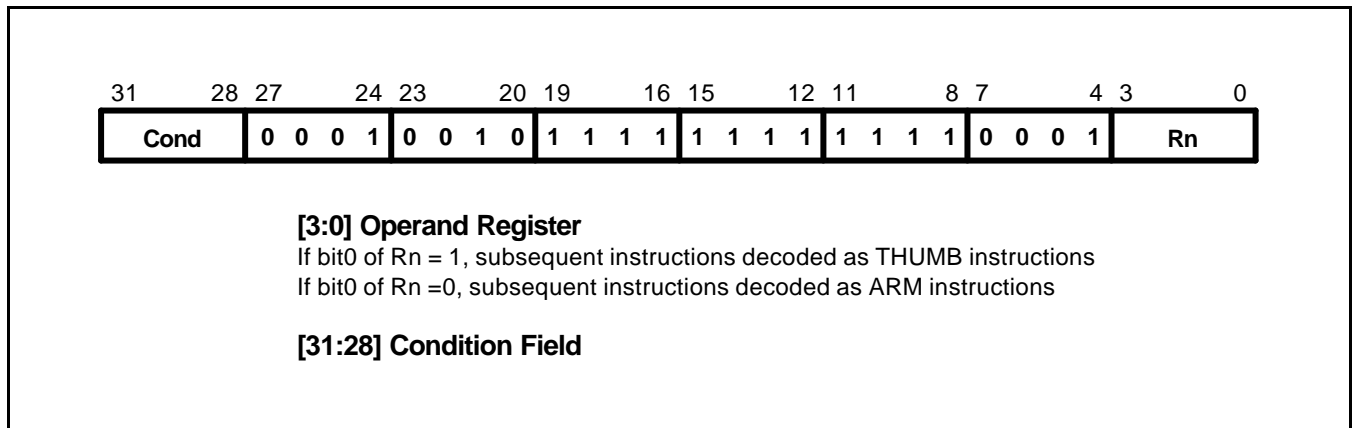 31 28 27 24 23 20 19 16 15 12 11 8 7 4 3 0
Cond 0 0 0 1 0 0 1 0 1 1 1 1 1 1 1 1 1 1 1 1 0 0 0 1 Rn
[3:0] Operand Register
If bit0 of Rn = 1, subsequent instructions decoded as THUMB instructions
If bit0 of Rn =0, subsequent instructions decoded as ARM instructions
[31:28] Condition Field